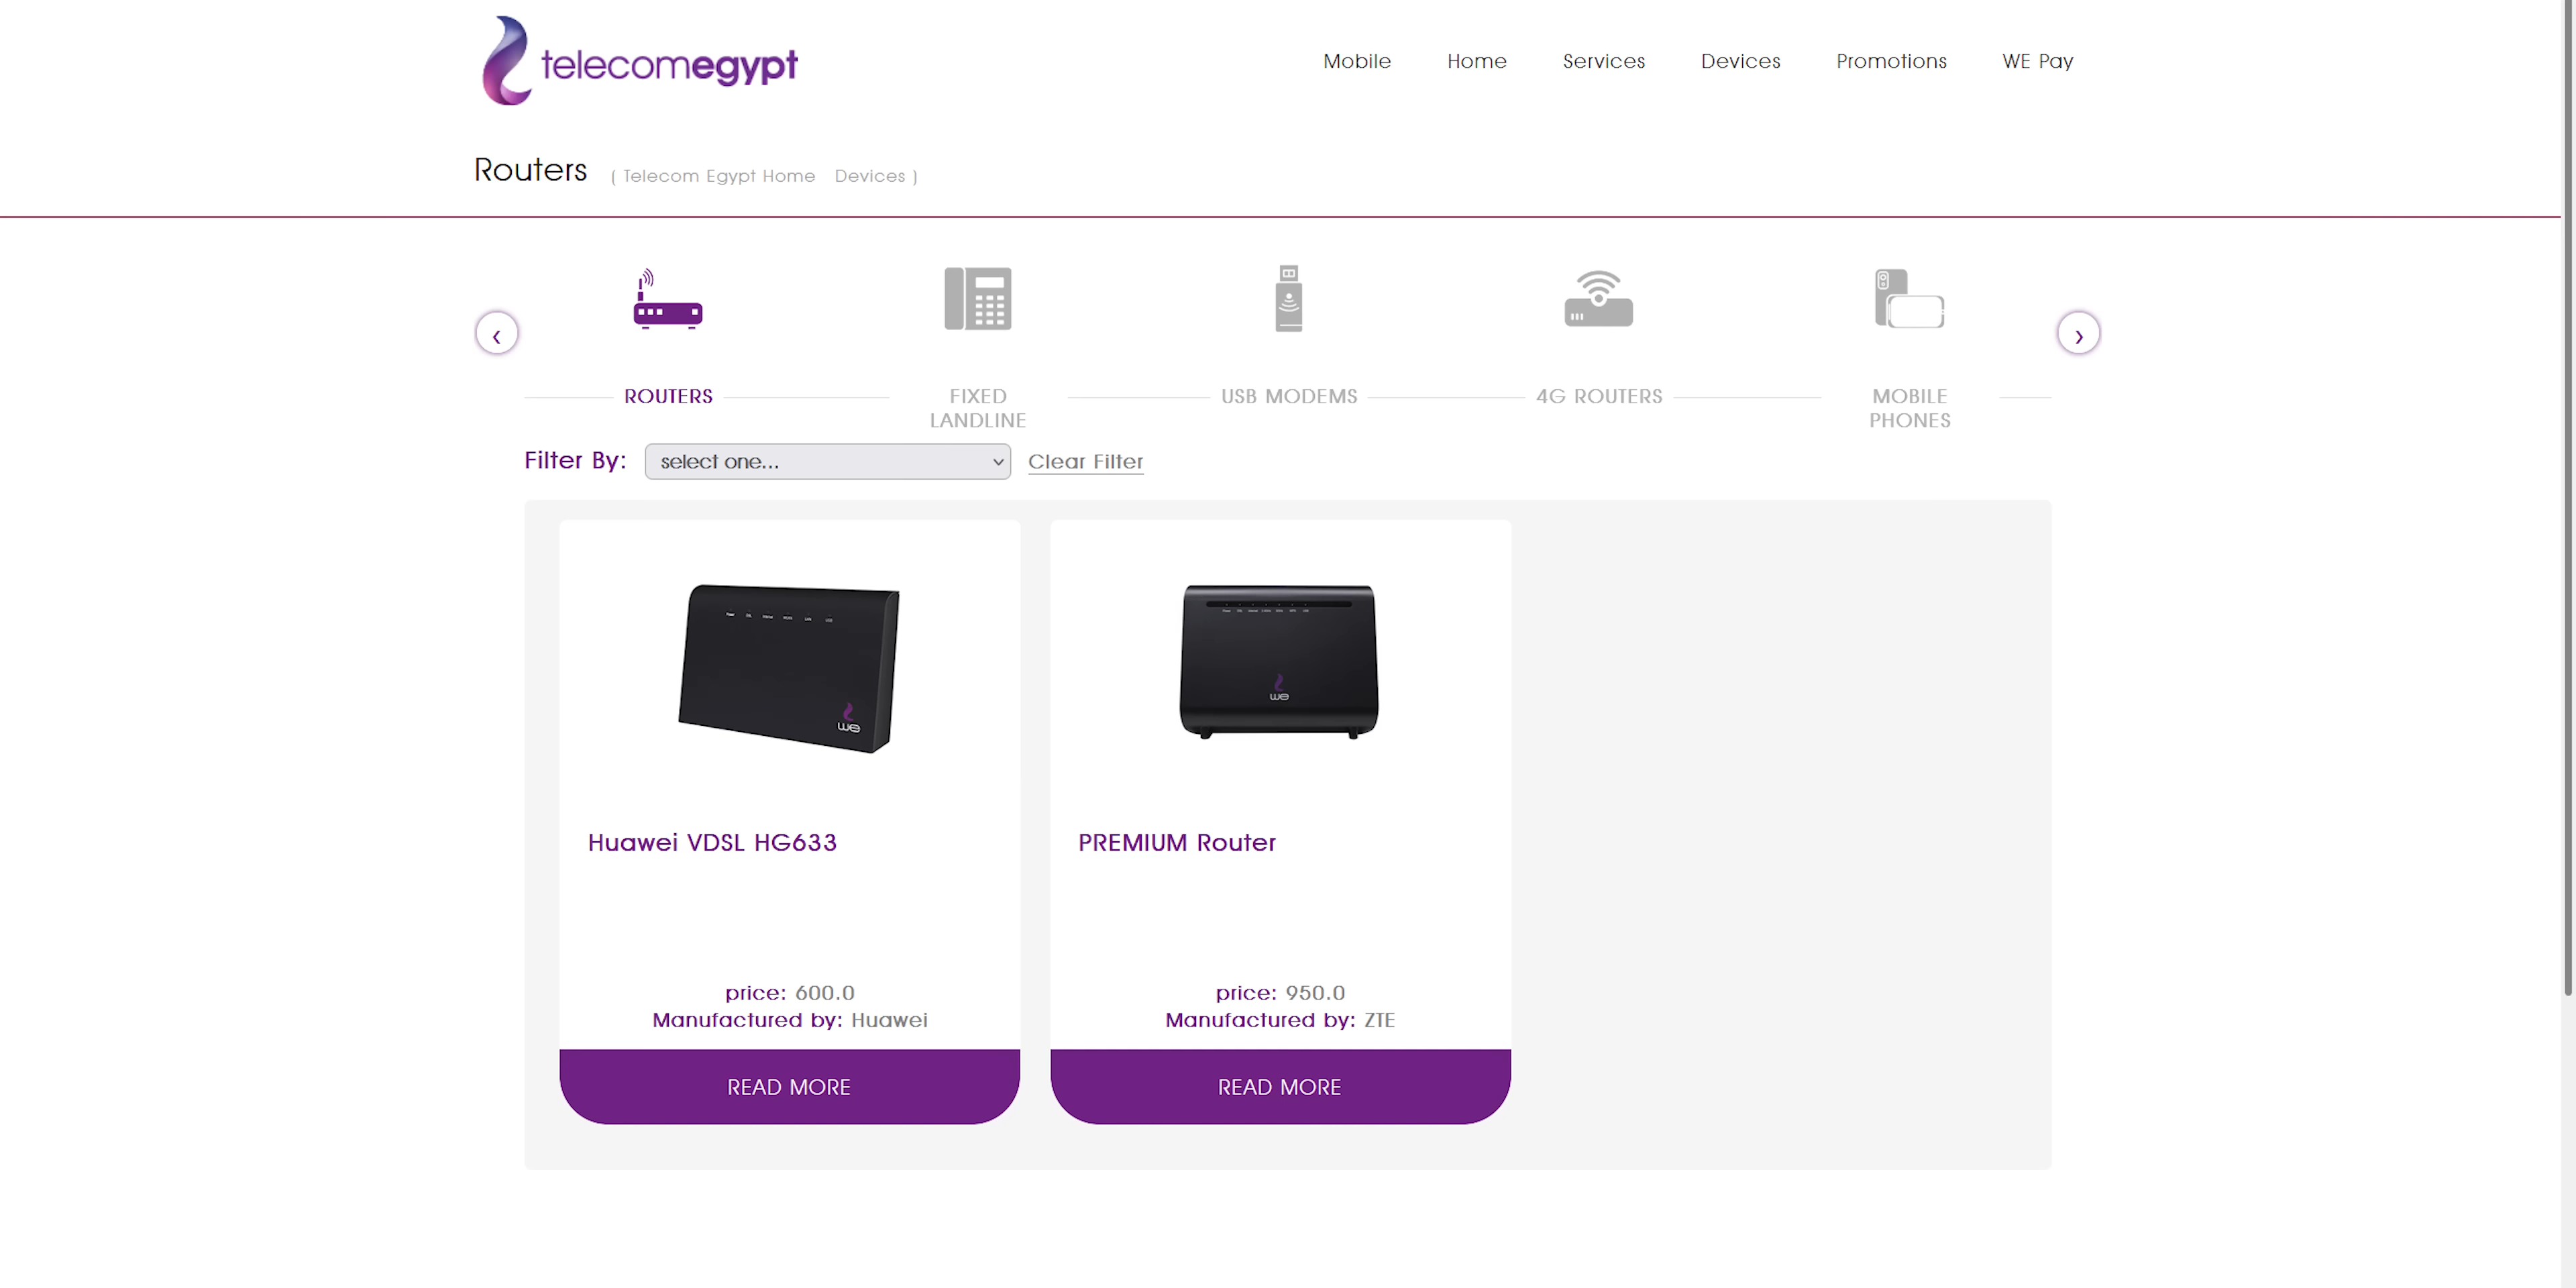 telecomegypt
Mobile Home Services Devices Promotions WE Pay
Routers ( Telecom Egypt Home Devices )
‹
›
ROUTERS
FIXED
LANDLINE
USB MODEMS
4G ROUTERS
MOBILE
PHONES
Filter By: select one... Clear Filter
we
Huawei VDSL HG633
price: 600.0
Manufactured by: Huawei
READ MORE
we
PREMIUM Router
price: 950.0
Manufactured by: ZTE
READ MORE